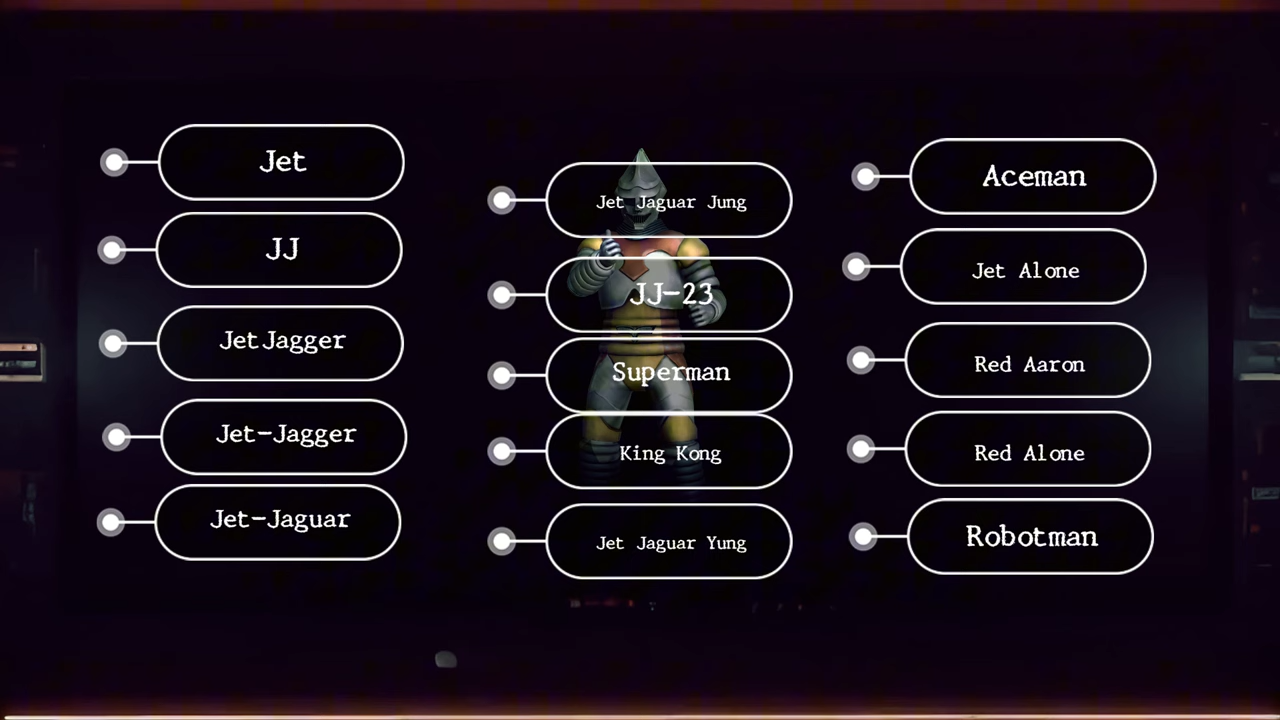 Jet
JJ
JetJagger
Jet-Jagger
Jet-Jaguar
Jet Jaguar Jung
JJ-23
Superman
King Kong
Jet Jaguar Yung
Aceman
Jet Alone
Red Aaron
Red Alone
Robotman